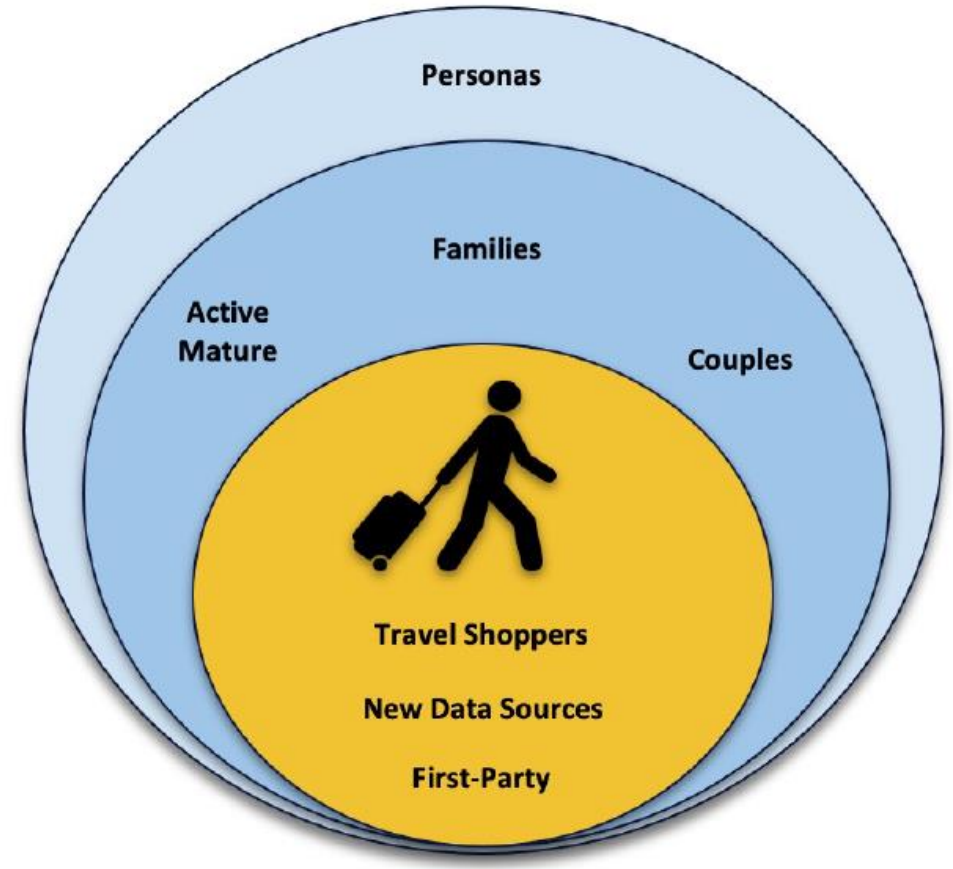 Personas
Families
Active
Mature
Couples
Travel Shoppers
New Data Sources
First-Party